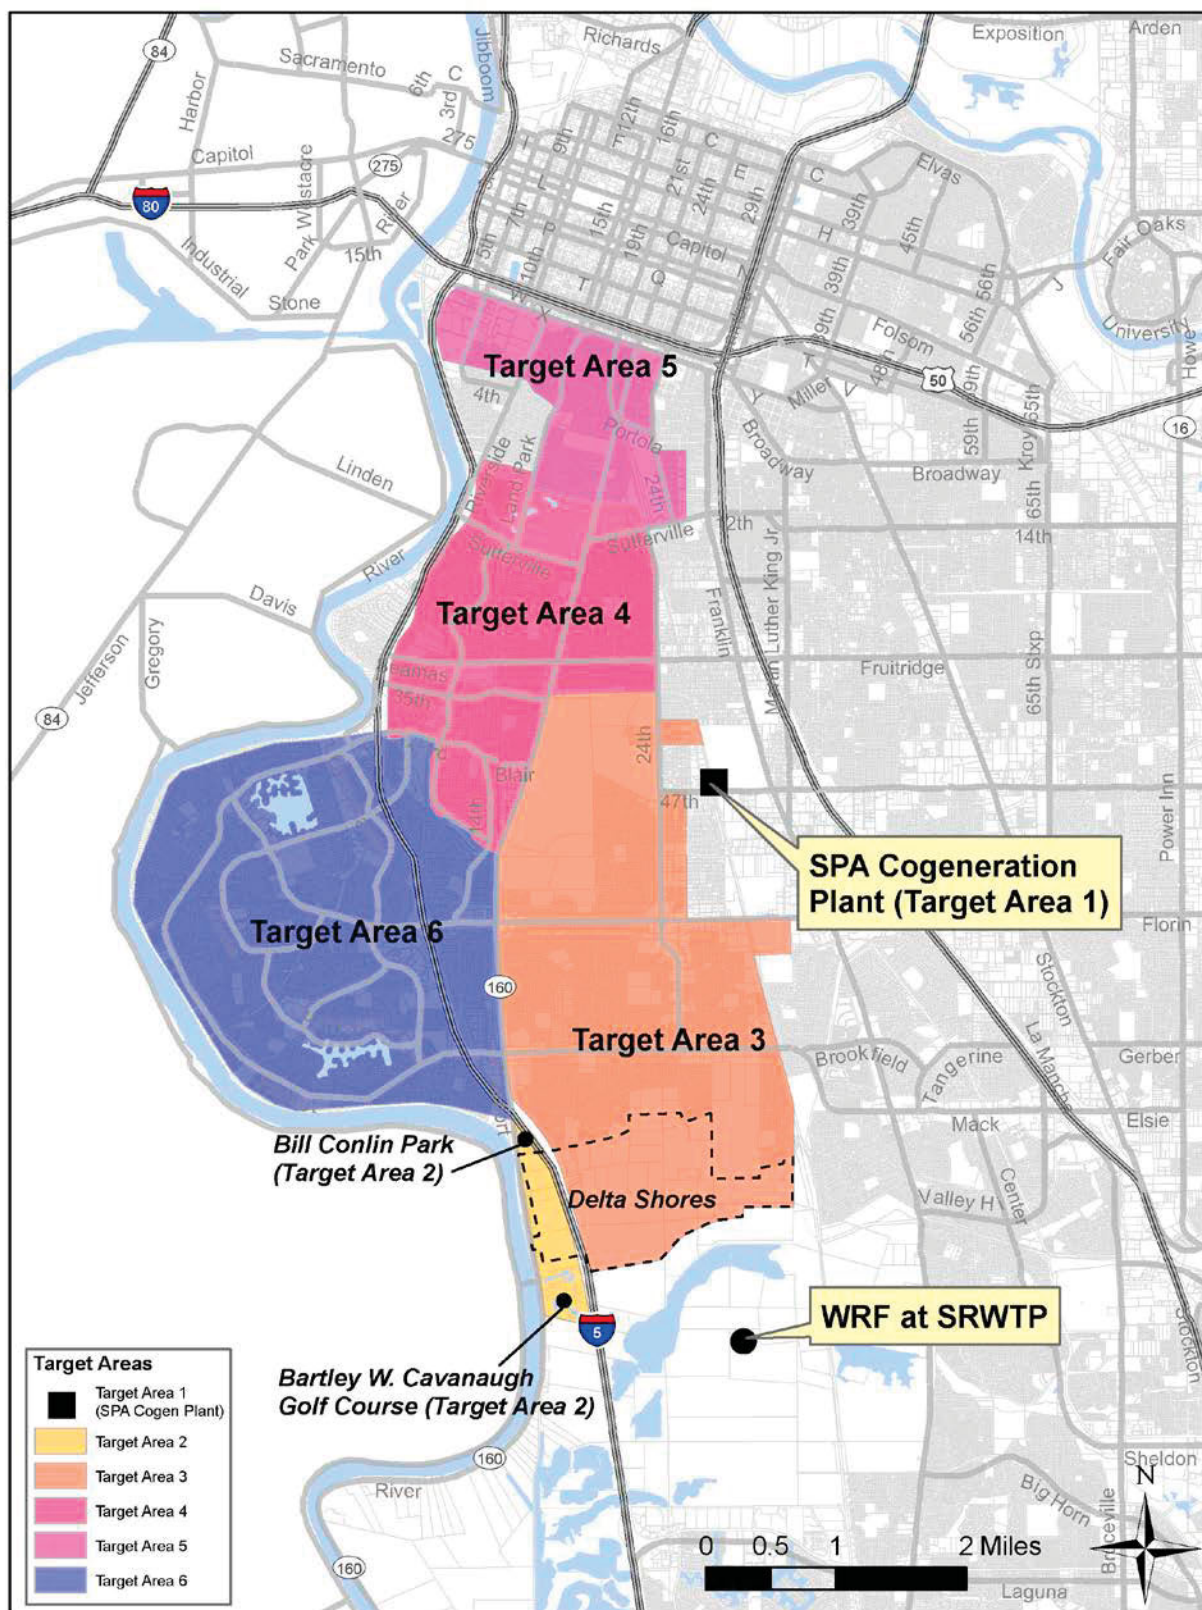 84
Sacramento
Harbor
6th
C
3rd
Jibboom
Richards
Exposition
Arden
275
Capitol
275
9th
12th
16th
C
21st
24th
E
29th
C
Elvas
39th
45th
H
80
Park
Westacre
River
15th
Industrial
Stone
5th
7th
L
10th
P
15th
19th
Capitol
T
Q
W
X
39th
Folsom
56th
56th
J
Fair Oaks
University
Howe
Target Area 5
4th
Riverside
Land Park
Portola
24th
Miller
Y
T
V
48th
50
59th
Kroy
65th
16
Broadway
Broadway
Linden
River
Sutterville
Sutterville
12th
14th
65th
Davis
Jefferson
Gregory
84
Target Area 4
Franklin
Martin Luther King Jr
Fruitridge
65th Stxp
Seamas
35th
24th
Blair
14th
47th
Power Inn
SPA Cogeneration
Plant (Target Area 1)
Target Area 6
Florin
160
Stockton
Target Area 3
La Mancha
Brookfield
Tangerine
Gerber
Mack
Elsie
Bill Conlin Park
(Target Area 2)
Delta Shores
Valley H
Center
WRF at SRWTP
5
Stockton
Bartley W. Cavanaugh
Golf Course (Target Area 2)
160
River
160
Sheldon
Big Horn
Bruceville
Laguna
N
0 0.5 1 2 Miles
Target Areas
Target Area 1
(SPA Cogen Plant)
Target Area 2
Target Area 3
Target Area 4
Target Area 5
Target Area 6